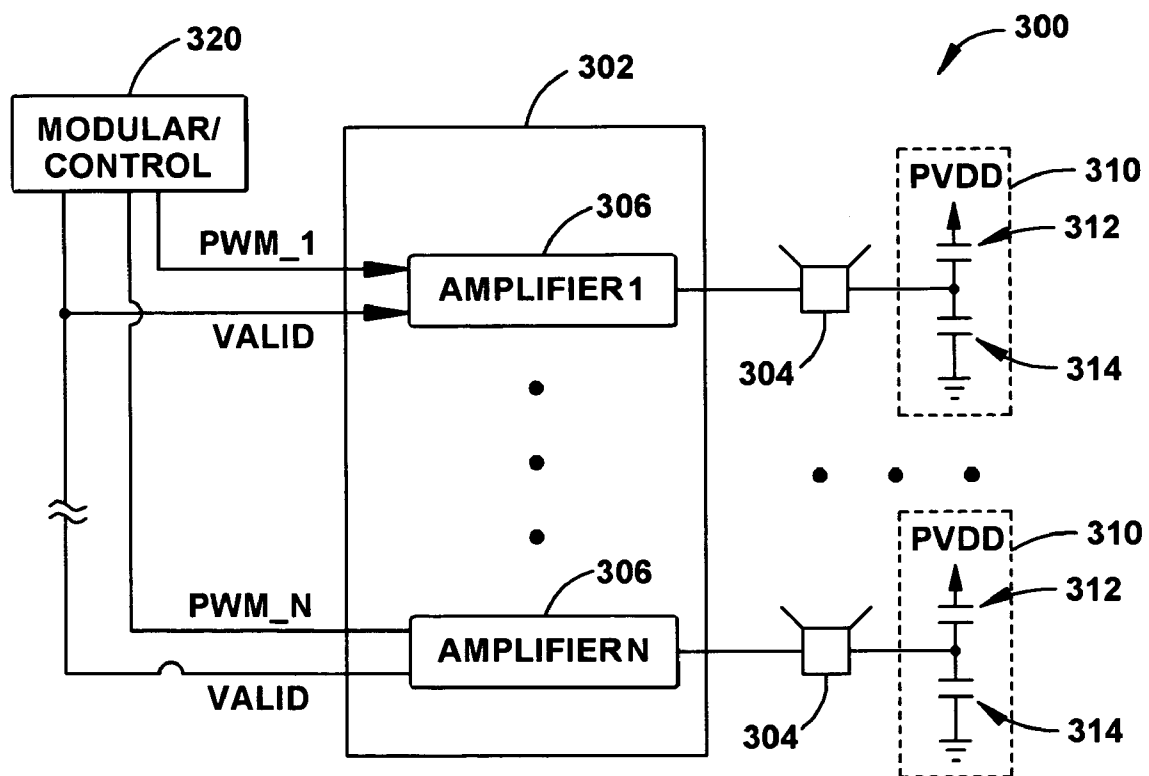 300
320
302
MODULAR/
CONTROL
PVDD
310
312
306
PWM_1
AMPLIFIER1
VALID
304
314
PVDD
310
312
306
PWM_N
AMPLIFIERN
VALID
304
314